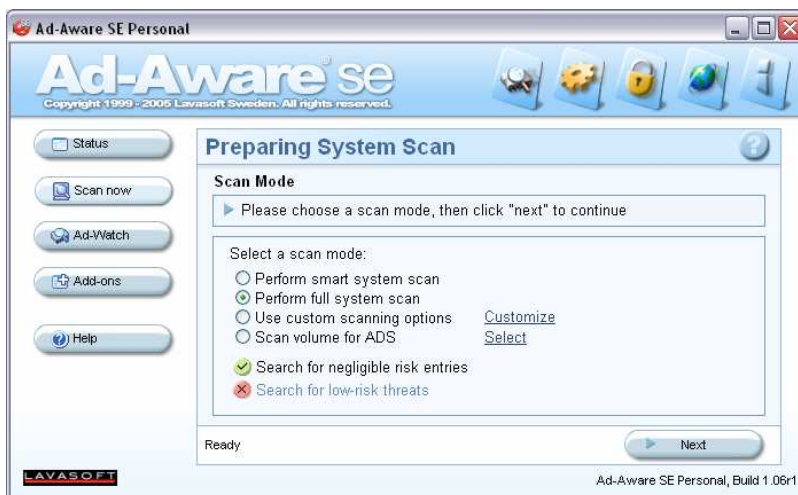 Ad-Aware SE Personal
Ad-Aware SE
Copyright 1999 - 2005 Lavasoft Sweden. All rights reserved.
Status
Scan now
Ad-Watch
Add-ons
Help
Preparing System Scan
Scan Mode
Please choose a scan mode, then click "next" to continue
Select a scan mode:
Perform smart system scan
Perform full system scan
Use custom scanning options Customize
Scan volume for ADS Select
Search for negligible risk entries
Search for low-risk threats
Ready
Next
LAVASOFT
Ad-Aware SE Personal, Build 1.06r1